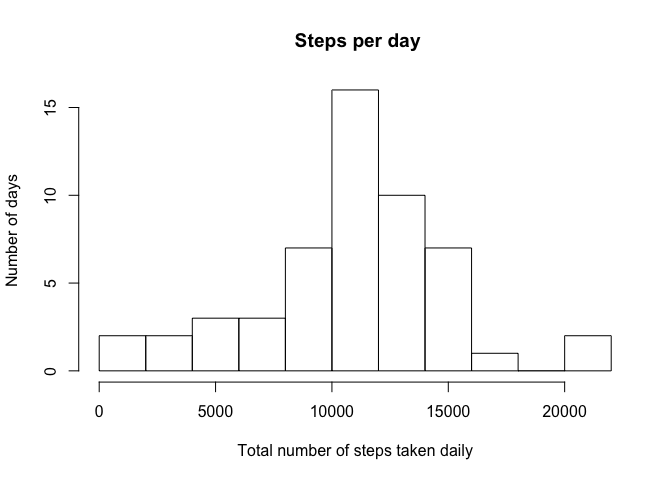 Steps per day
Number of days
15
10
5
0
0 5000 10000 15000 20000
Total number of steps taken daily